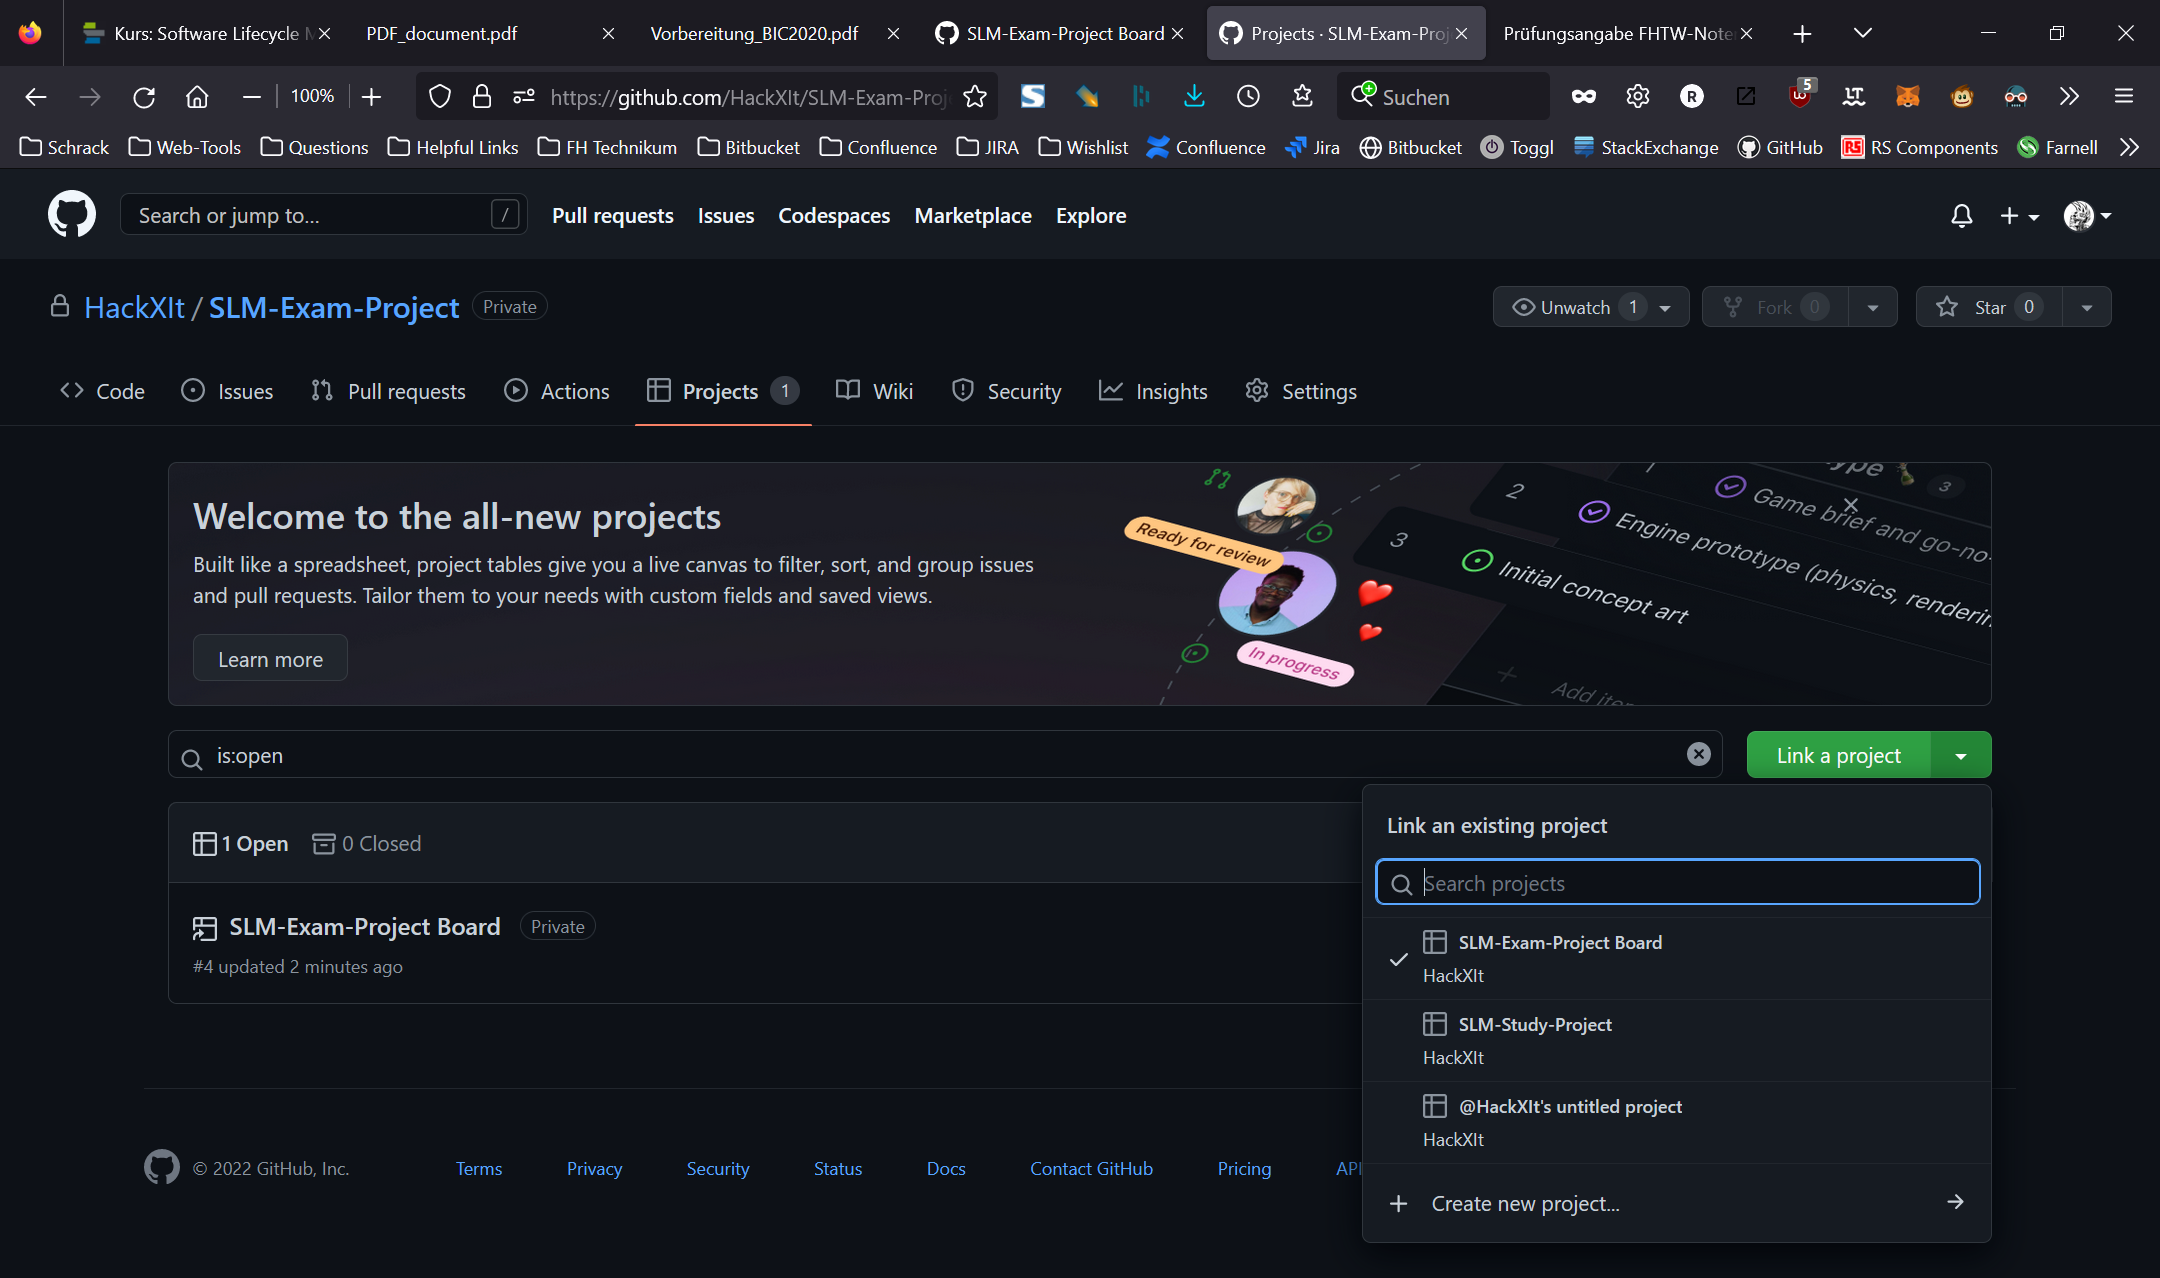 Kurs: Software Lifecycle M
PDF_document.pdf
Vorbereitung_BIC2020.pdf
SLM-Exam-Project Board
Projects · SLM-Exam-Proj
Prüfungsangabe FHTW-Note
100%
https://github.com/HackXIt/SLM-Exam-Proj
Suchen
5
Schrack
Web-Tools
Questions
Helpful Links
FH Technikum
Bitbucket
Confluence
JIRA
Wishlist
Confluence
Jira
Bitbucket
Toggl
StackExchange
GitHub
RS Components
Farnell
Search or jump to...
/
Pull requests
Issues
Codespaces
Marketplace
Explore
HackXIt / SLM-Exam-Project
Private
Unwatch 1
Fork 0
Star 0
Code
Issues
Pull requests
Actions
Projects 1
Wiki
Security
Insights
Settings
Welcome to the all-new projects
Built like a spreadsheet, project tables give you a live canvas to filter, sort, and group issues
and pull requests. Tailor them to your needs with custom fields and saved views.
Learn more
Ready for review
In progress
3
Game brief and go-no-
2
Engine prototype (physics, renderin
3
Initial concept art
is:open
Link a project
1 Open
0 Closed
SLM-Exam-Project Board
Private
#4 updated 2 minutes ago
Link an existing project
Search projects
SLM-Exam-Project Board
HackXIt
SLM-Study-Project
HackXIt
@HackXIt's untitled project
HackXIt
Create new project...
© 2022 GitHub, Inc.
Terms
Privacy
Security
Status
Docs
Contact GitHub
Pricing
API